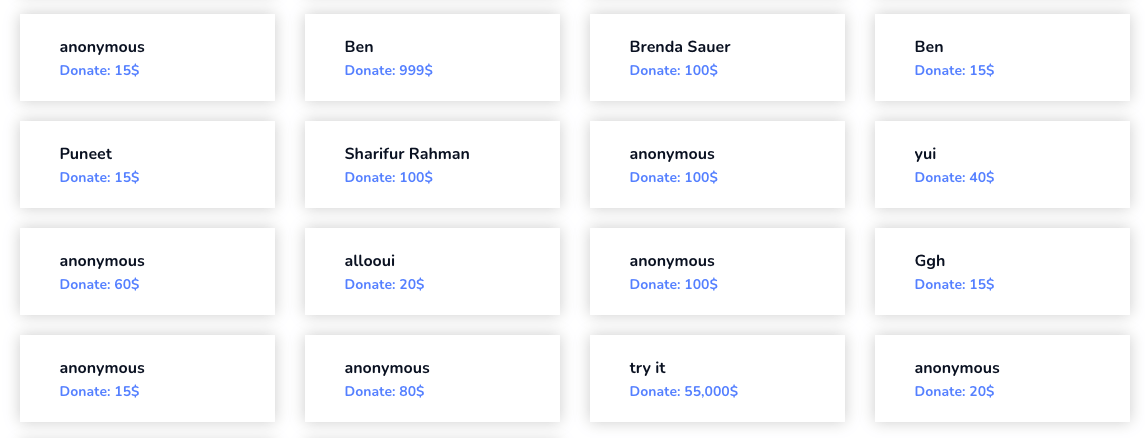 anonymous
Donate: 15$
Ben
Donate: 999$
Brenda Sauer
Donate: 100$
Ben
Donate: 15$
Puneet
Donate: 15$
Sharifur Rahman
Donate: 100$
anonymous
Donate: 100$
yui
Donate: 40$
anonymous
Donate: 60$
allooui
Donate: 20$
anonymous
Donate: 100$
Ggh
Donate: 15$
anonymous
Donate: 15$
anonymous
Donate: 80$
try it
Donate: 55,000$
anonymous
Donate: 20$